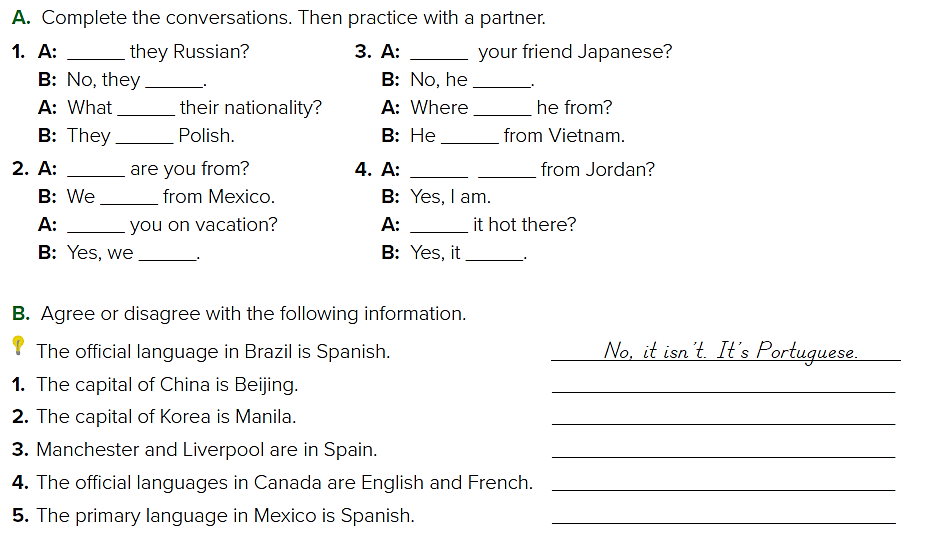 A. Complete the conversations. Then practice with a partner.
1. A: ______ they Russian?
B: No, they ______.
A: What ______ their nationality?
B: They ______ Polish.
2. A: ______ are you from?
B: We ______ from Mexico.
A: ______ you on vacation?
B: Yes, we ______.
3. A: ______ your friend Japanese?
B: No, he ______.
A: Where ______ he from?
B: He ______ from Vietnam.
4. A: ______ ______ from Jordan?
B: Yes, I am.
A: ______ it hot there?
B: Yes, it ______.
B. Agree or disagree with the following information.
The official language in Brazil is Spanish. No, it isn't. It's Portuguese.
1. The capital of China is Beijing.
2. The capital of Korea is Manila.
3. Manchester and Liverpool are in Spain.
4. The official languages in Canada are English and French.
5. The primary language in Mexico is Spanish.